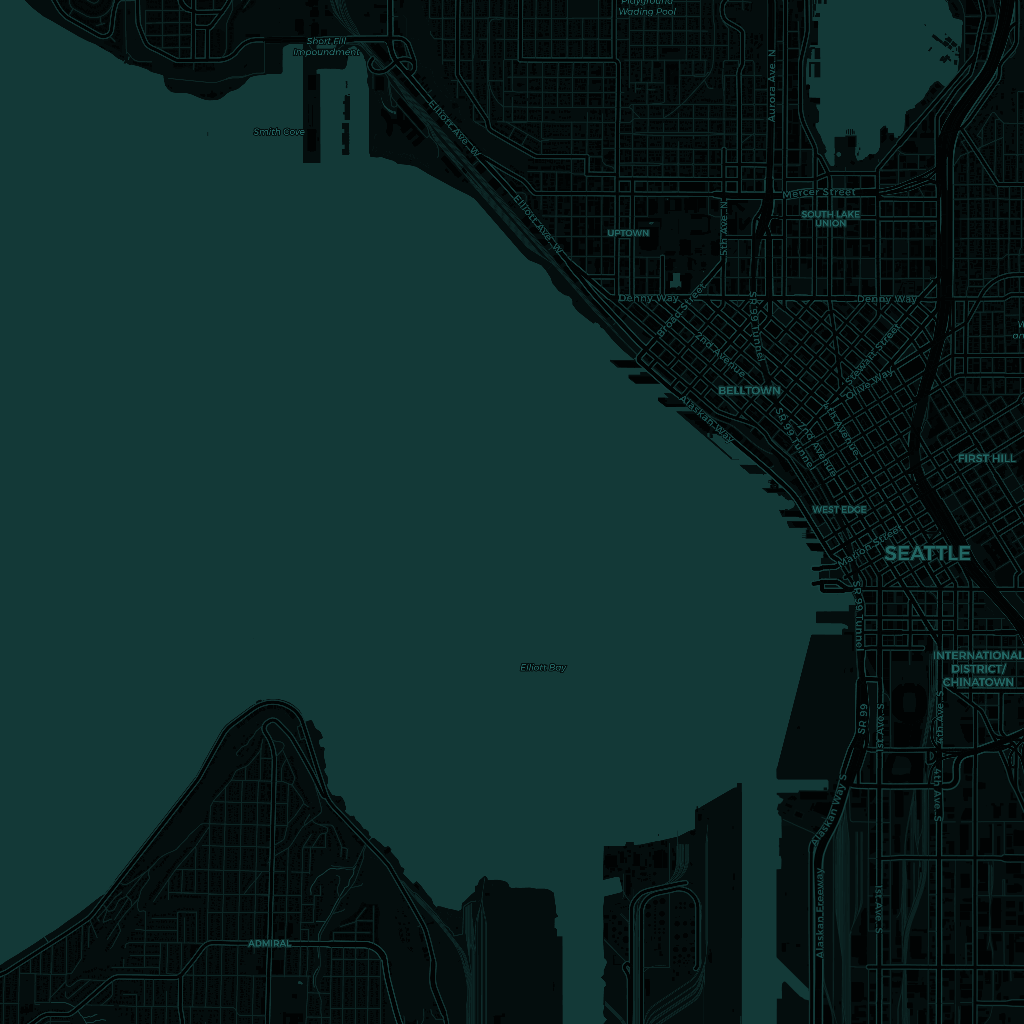 Playground
Wading Pool
Short Fill
Impoundment
Smith Cove
Elliott Ave W
Aurora Ave N
Elliott Ave W
Mercer Street
SOUTH LAKE
UNION
5th Ave N
UPTOWN
Denny Way
Broad Street
SR 99 Tunnel
Denny Way
2nd Avenue
Stewart Street
Olive Way
BELLTOWN
Alaskan Way
SR 99 Tunnel
2nd Avenue
4th Avenue
FIRST HILL
WEST EDGE
Marion Street
SEATTLE
SR 99 Tunnel
Elliott Bay
INTERNATIONAL
DISTRICT/
CHINATOWN
SR 99
1st Ave S
4th Ave S
4th Ave S
Alaskan Way S
Alaskan Freeway
1st Ave S
ADMIRAL